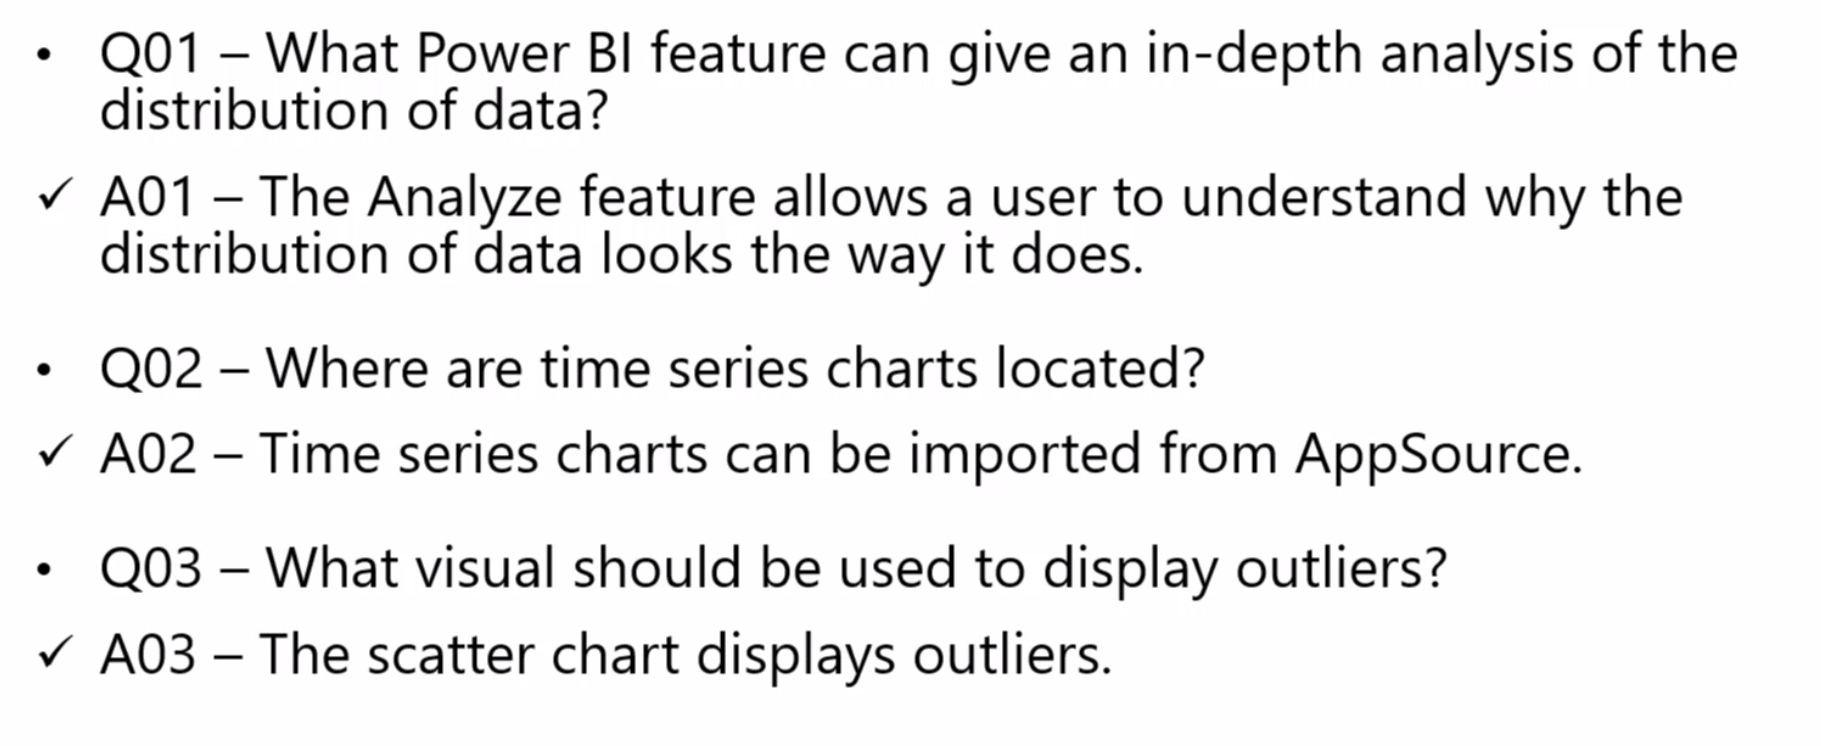 • Q01 – What Power BI feature can give an in-depth analysis of the
distribution of data?
✓ A01 – The Analyze feature allows a user to understand why the
distribution of data looks the way it does.
• Q02 – Where are time series charts located?
✓ A02 – Time series charts can be imported from AppSource.
• Q03 – What visual should be used to display outliers?
✓ A03 – The scatter chart displays outliers.